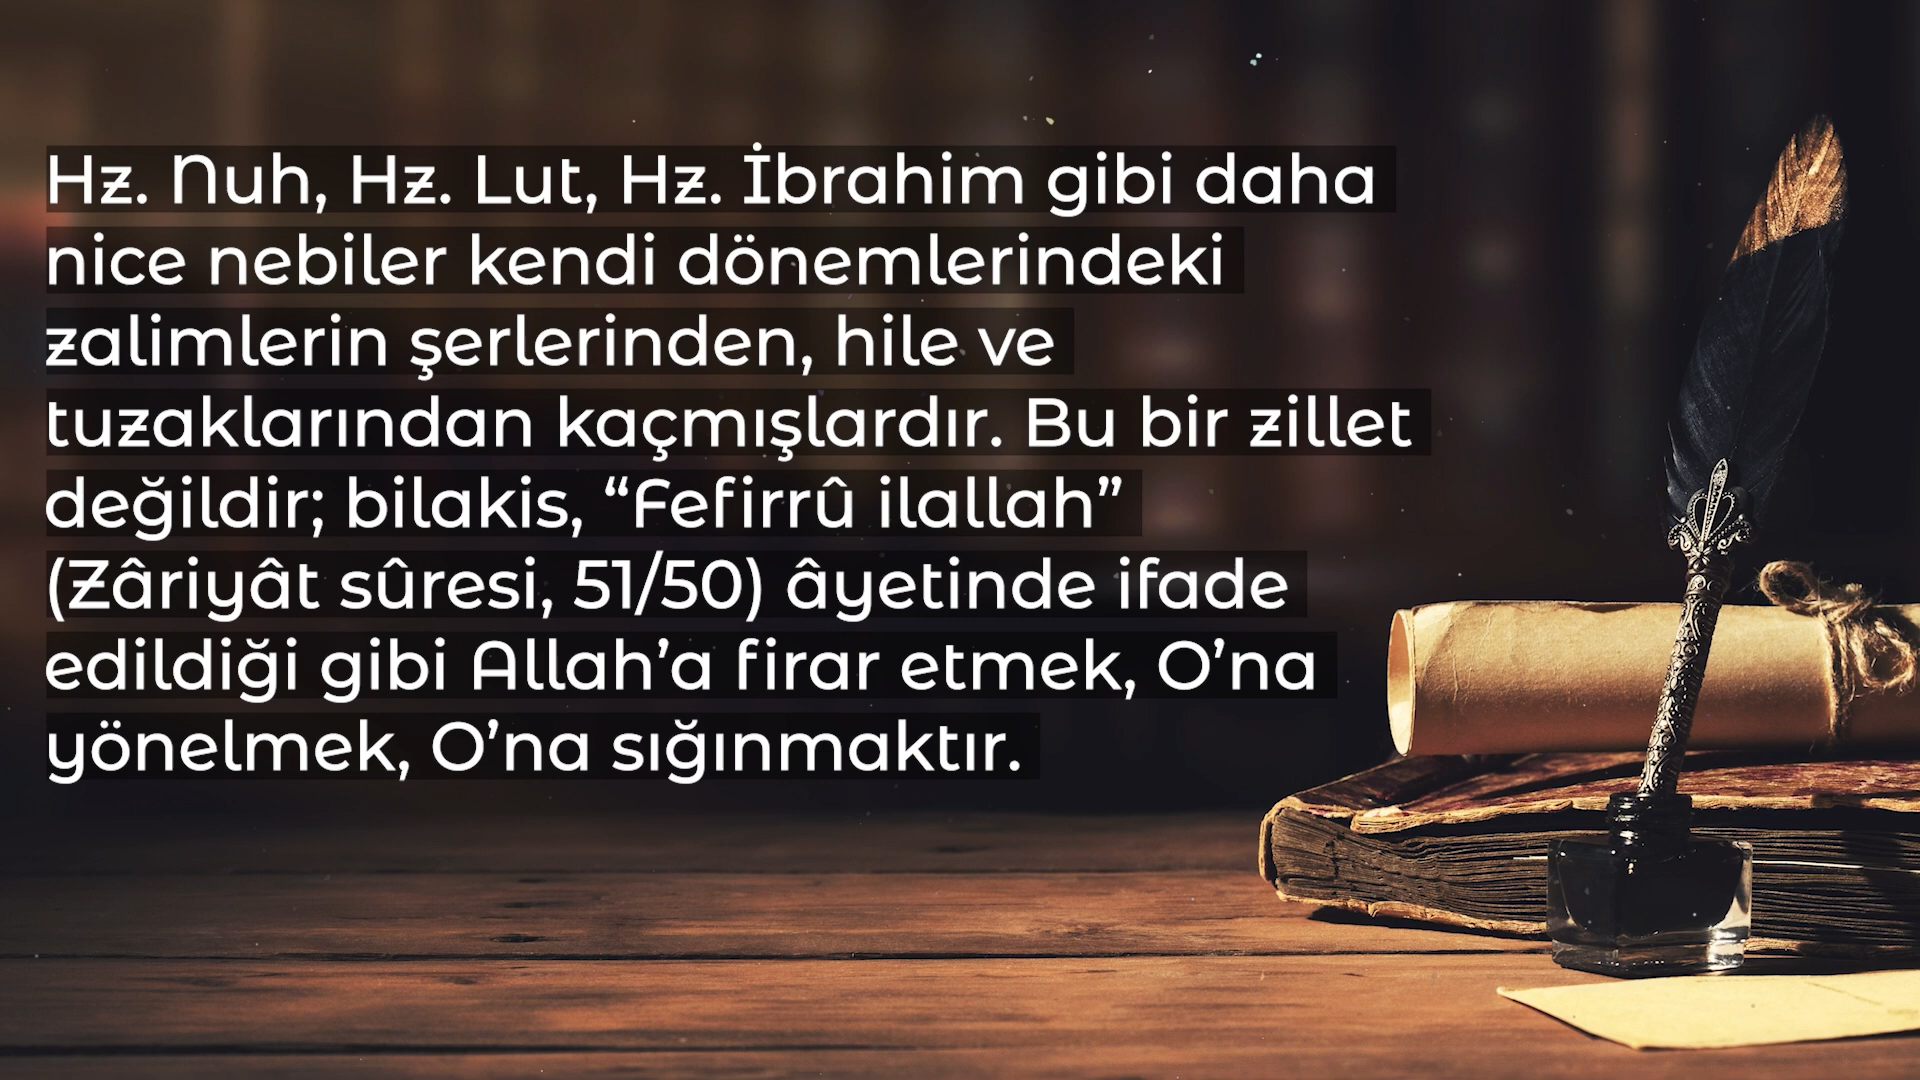 Hz. Nuh, Hz. Lut, Hz. İbrahim gibi daha
nice nebiler kendi dönemlerindeki
zalimlerin şerlerinden, hile ve
tuzaklarından kaçmışlardır. Bu bir zillet
değildir; bilakis, “Fefirrû ilallah”
(Zâriyât sûresi, 51/50) âyetinde ifade
edildiği gibi Allah’a firar etmek, O’na
yönelmek, O’na sığınmaktır.